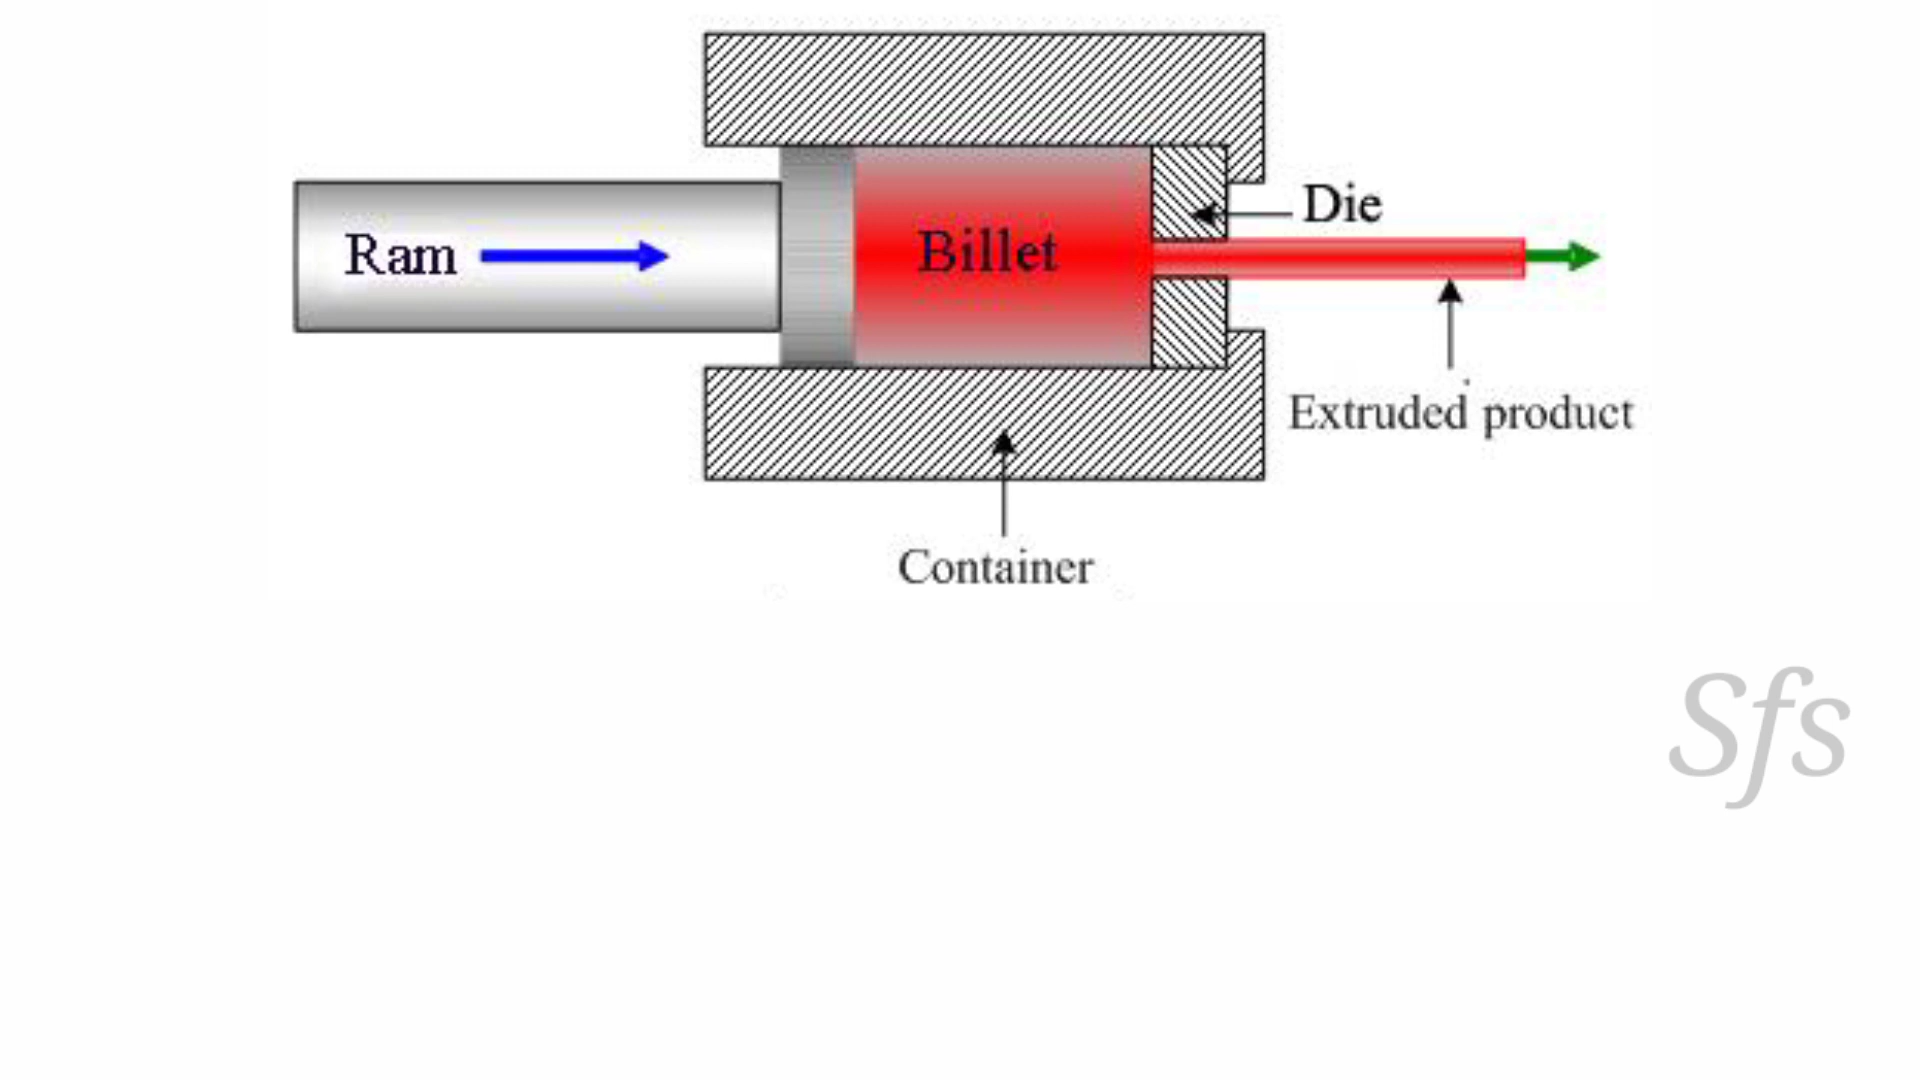 Die
Ram
Billet
Extruded product
Container
Sfs